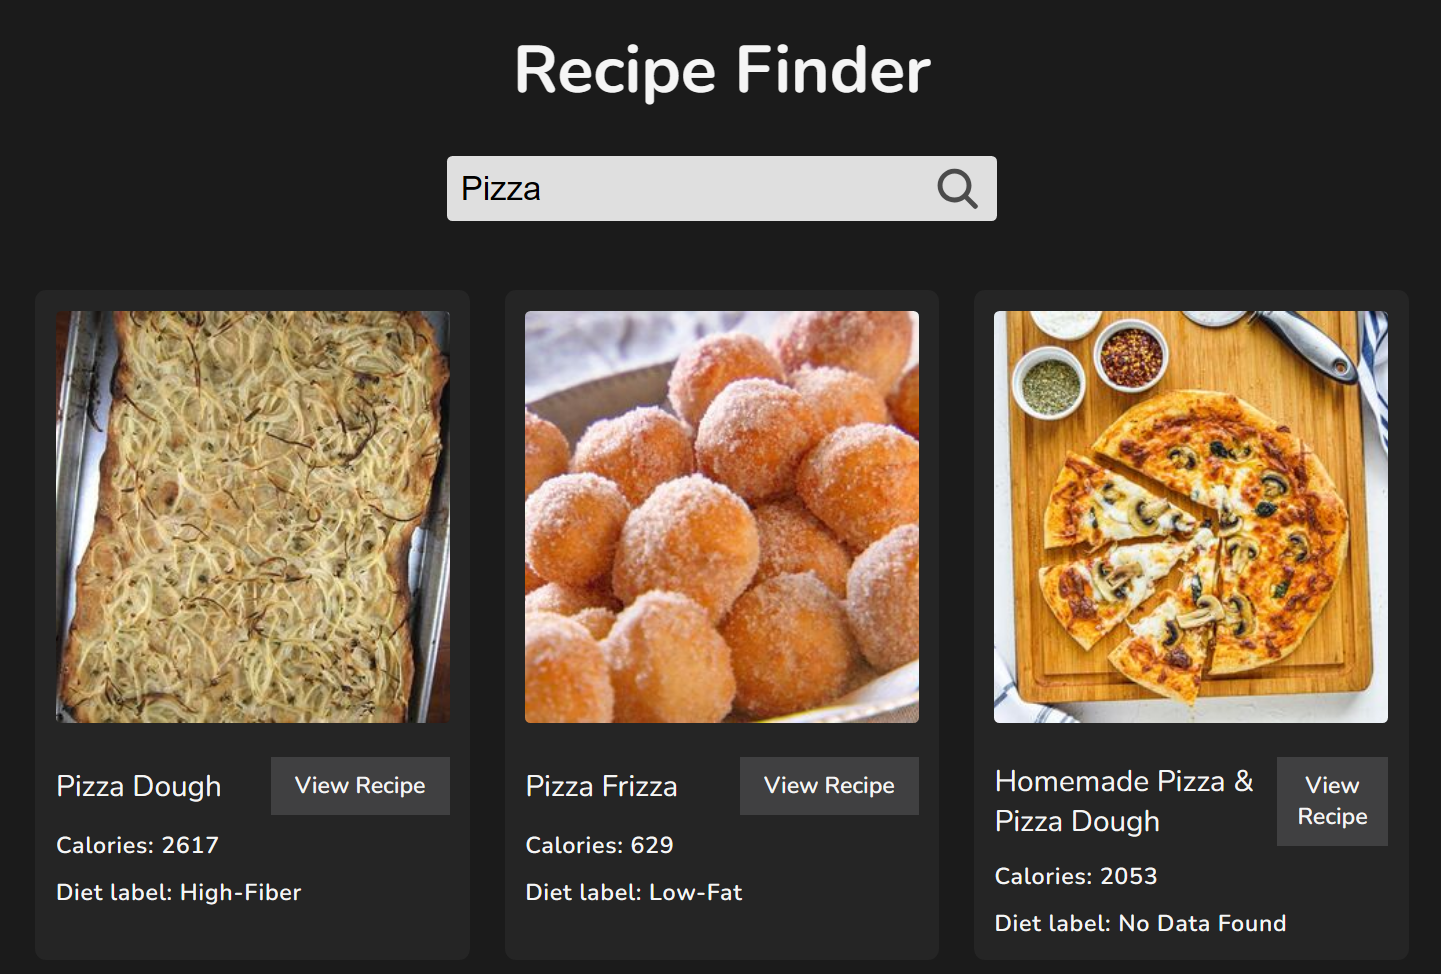 Recipe Finder
Pizza
Pizza Dough
View Recipe
Calories: 2617
Diet label: High-Fiber
Pizza Frizza
View Recipe
Calories: 629
Diet label: Low-Fat
Homemade Pizza &
Pizza Dough
View
Recipe
Calories: 2053
Diet label: No Data Found